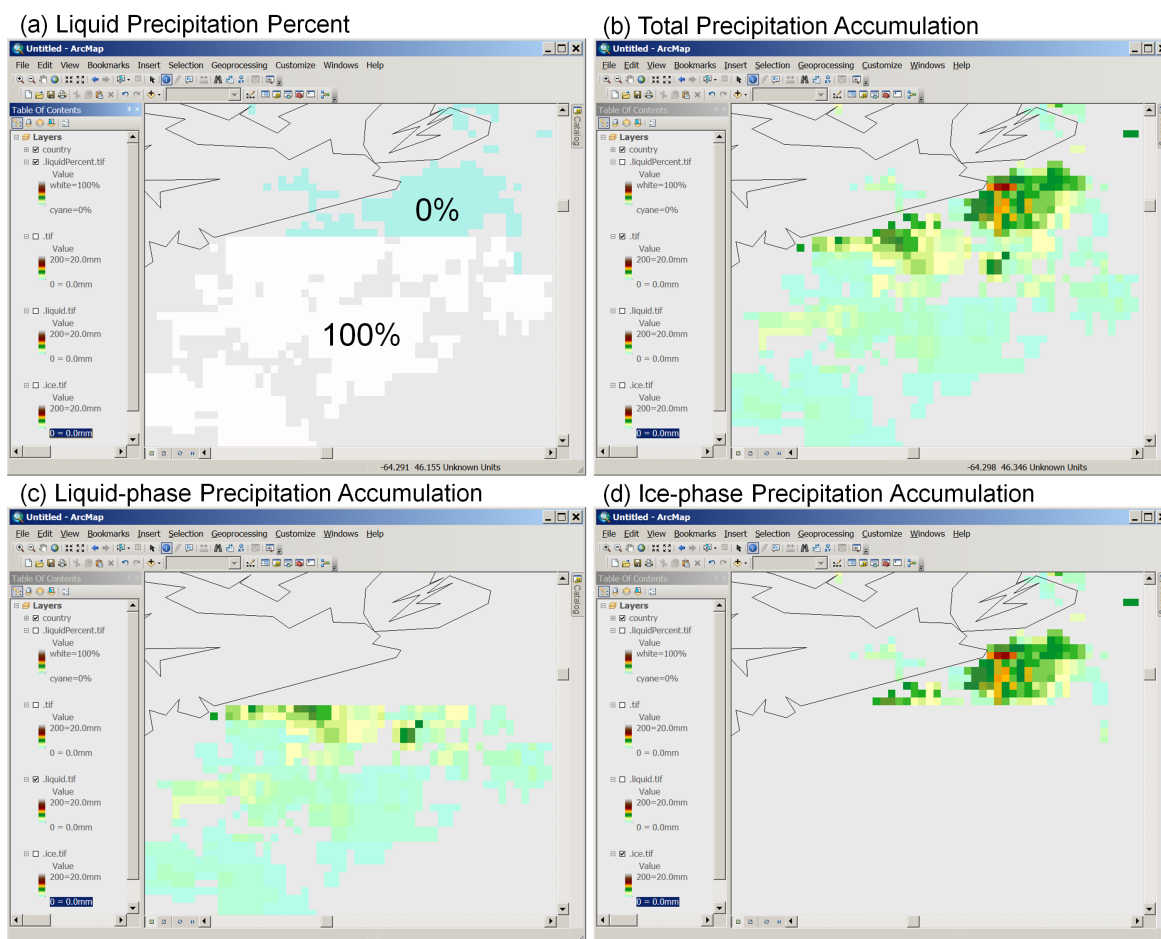 (a) Liquid Precipitation Percent
Untitled - ArcMap
File Edit View Bookmarks Insert Selection Geoprocessing Customize Windows Help
Table Of Contents
Layers
country
.liquidPercent.tif
Value
white=100%
cyane=0%
.tif
Value
200=20.0mm
0 = 0.0mm
.liquid.tif
Value
200=20.0mm
0 = 0.0mm
.ice.tif
Value
200=20.0mm
0 = 0.0mm
0%
100%
Catalog
-64.291 46.155 Unknown Units
(b) Total Precipitation Accumulation
Untitled - ArcMap
File Edit View Bookmarks Insert Selection Geoprocessing Customize Windows Help
Table Of Contents
Layers
country
.liquidPercent.tif
Value
white=100%
cyane=0%
.tif
Value
200=20.0mm
0 = 0.0mm
.liquid.tif
Value
200=20.0mm
0 = 0.0mm
.ice.tif
Value
200=20.0mm
0 = 0.0mm
-64.298 46.346 Unknown Units
(c) Liquid-phase Precipitation Accumulation
Untitled - ArcMap
File Edit View Bookmarks Insert Selection Geoprocessing Customize Windows Help
Table Of Contents
Layers
country
.liquidPercent.tif
Value
white=100%
cyane=0%
.tif
Value
200=20.0mm
0 = 0.0mm
.liquid.tif
Value
200=20.0mm
0 = 0.0mm
.ice.tif
Value
200=20.0mm
0 = 0.0mm
Catalog
(d) Ice-phase Precipitation Accumulation
Untitled - ArcMap
File Edit View Bookmarks Insert Selection Geoprocessing Customize Windows Help
Table Of Contents
Layers
country
.liquidPercent.tif
Value
white=100%
cyane=0%
.tif
Value
200=20.0mm
0 = 0.0mm
.liquid.tif
Value
200=20.0mm
0 = 0.0mm
.ice.tif
Value
200=20.0mm
0 = 0.0mm